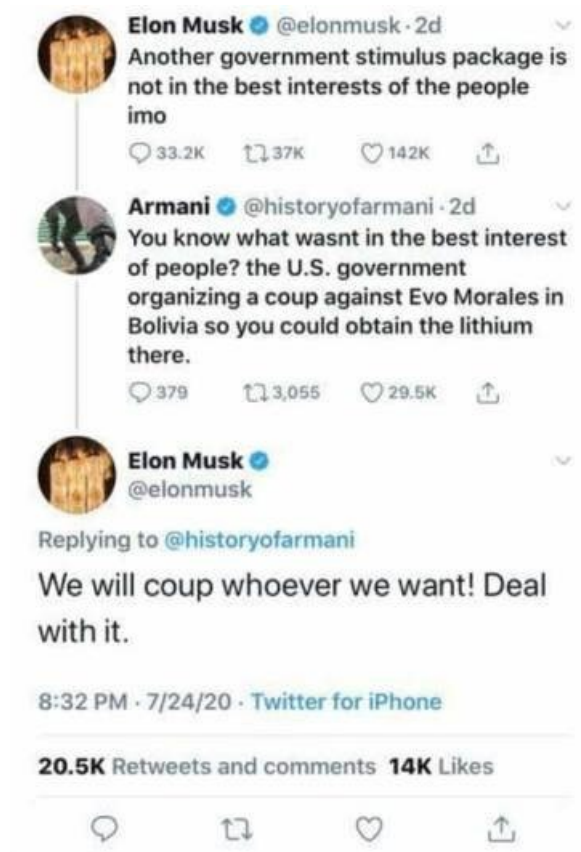 Elon Musk @elonmusk · 2d
Another government stimulus package is
not in the best interests of the people
imo
33.2K 37K 142K
Armani @historyofarmani · 2d
You know what wasnt in the best interest
of people? the U.S. government
organizing a coup against Evo Morales in
Bolivia so you could obtain the lithium
there.
379 3,055 29.5K
Elon Musk
@elonmusk
Replying to @historyofarmani
We will coup whoever we want! Deal
with it.
8:32 PM · 7/24/20 · Twitter for iPhone
20.5K Retweets and comments 14K Likes